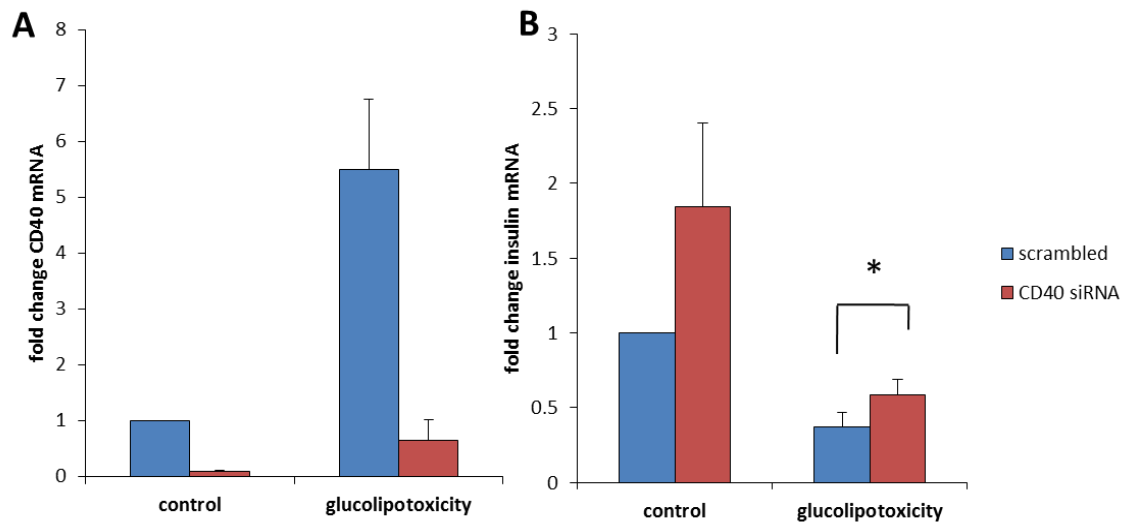 A
fold change CD40 mRNA
8
7
6
5
4
3
2
1
0
control glucolipotoxicity
B
fold change insulin mRNA
3
2.5
2
1.5
1
0.5
0
*
control glucolipotoxicity
scrambled
CD40 siRNA